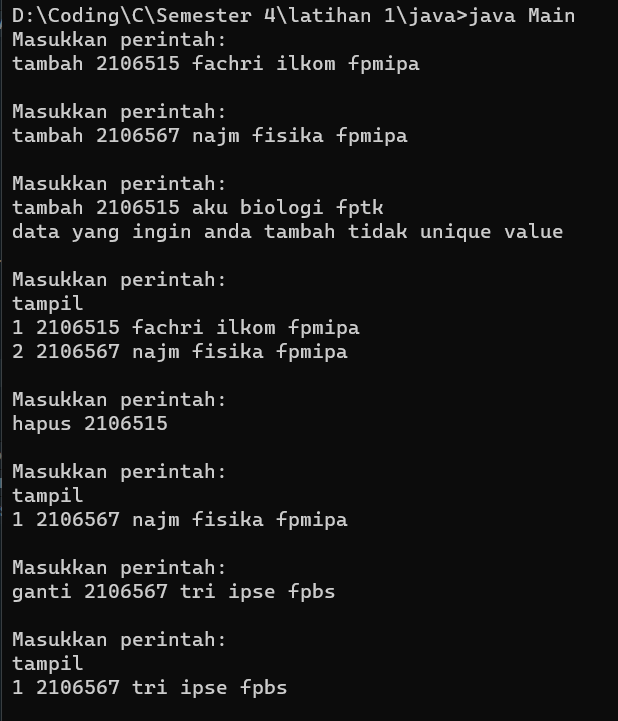 D:\Coding\C\Semester 4\latihan 1\java>java Main
Masukkan perintah:
tambah 2106515 fachri ilkom fpmipa
Masukkan perintah:
tambah 2106567 najm fisika fpmipa
Masukkan perintah:
tambah 2106515 aku biologi fptk
data yang ingin anda tambah tidak unique value
Masukkan perintah:
tampil
1 2106515 fachri ilkom fpmipa
2 2106567 najm fisika fpmipa
Masukkan perintah:
hapus 2106515
Masukkan perintah:
tampil
1 2106567 najm fisika fpmipa
Masukkan perintah:
ganti 2106567 tri ipse fpbs
Masukkan perintah:
tampil
1 2106567 tri ipse fpbs